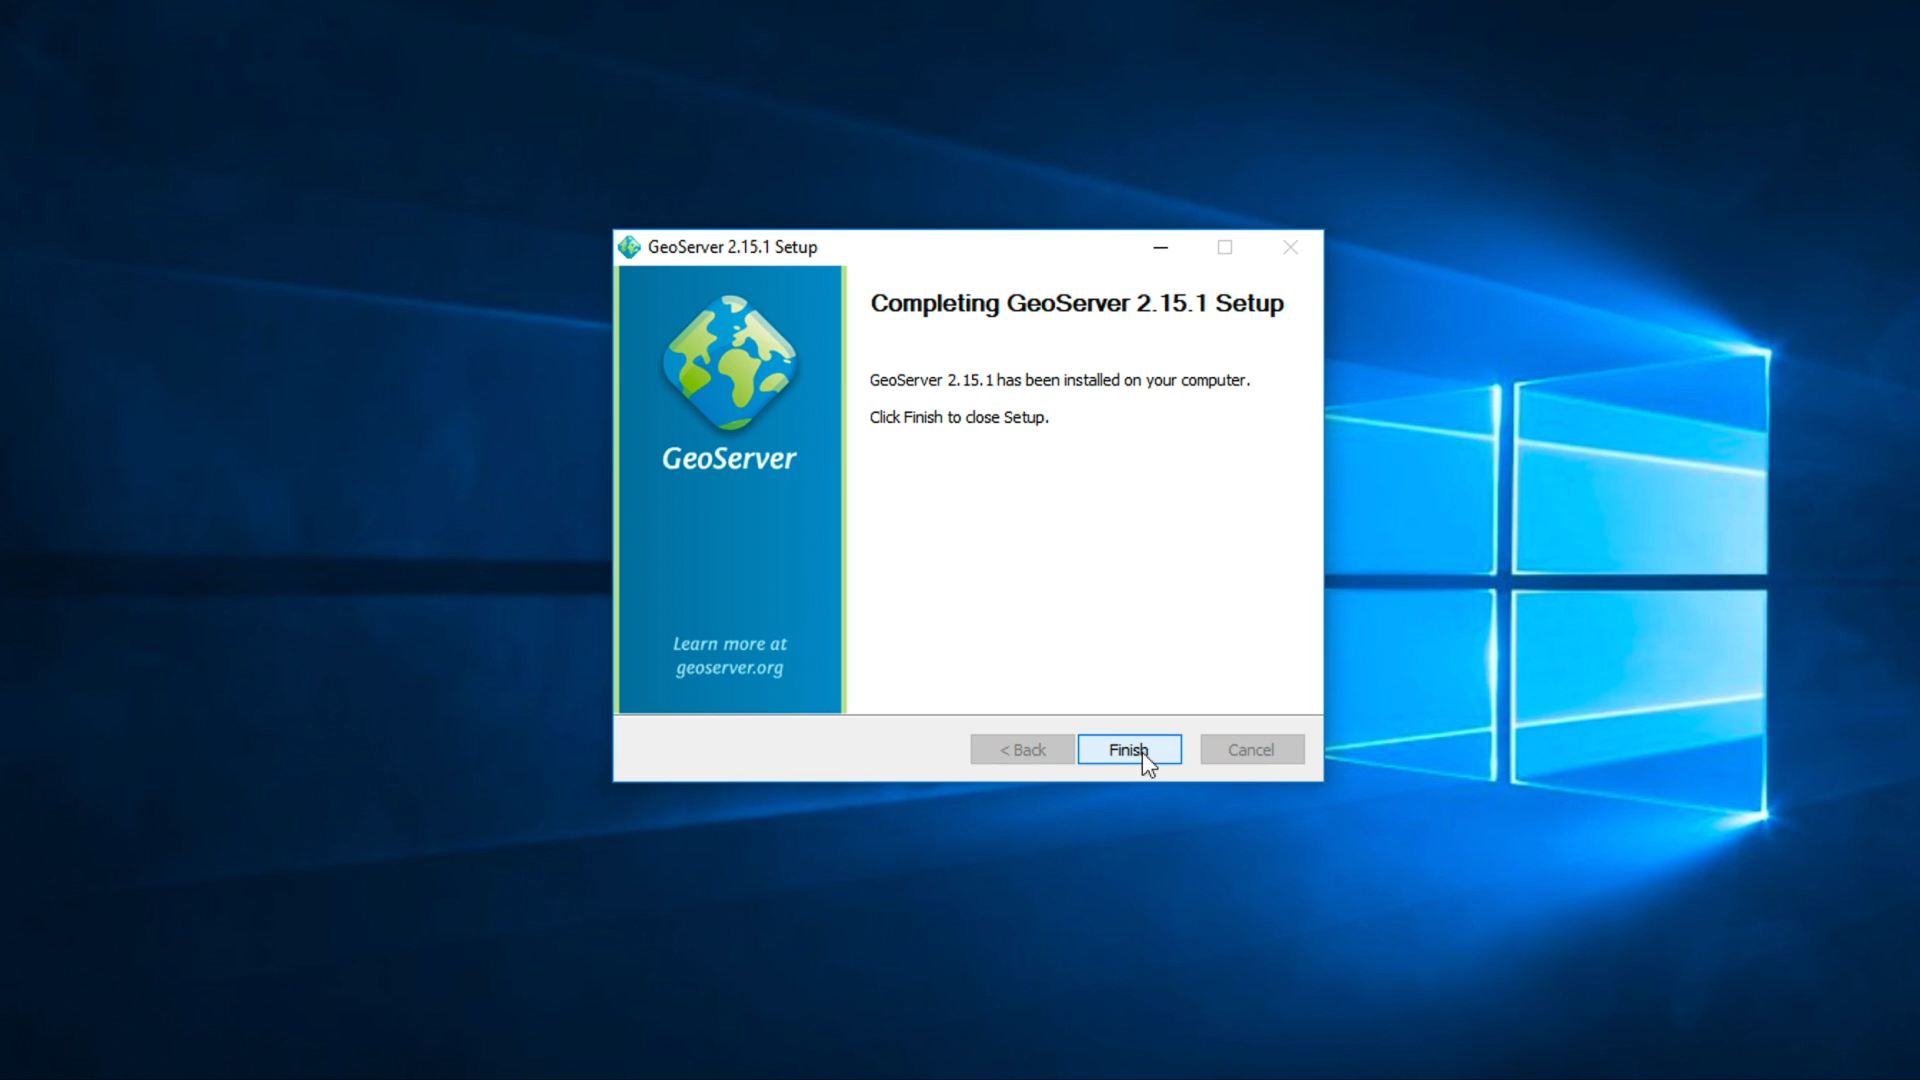 GeoServer 2.15.1 Setup
Completing GeoServer 2.15.1 Setup
GeoServer 2.15.1 has been installed on your computer.
Click Finish to close Setup.
GeoServer
Learn more at
geoserver.org
< Back
Finish
Cancel